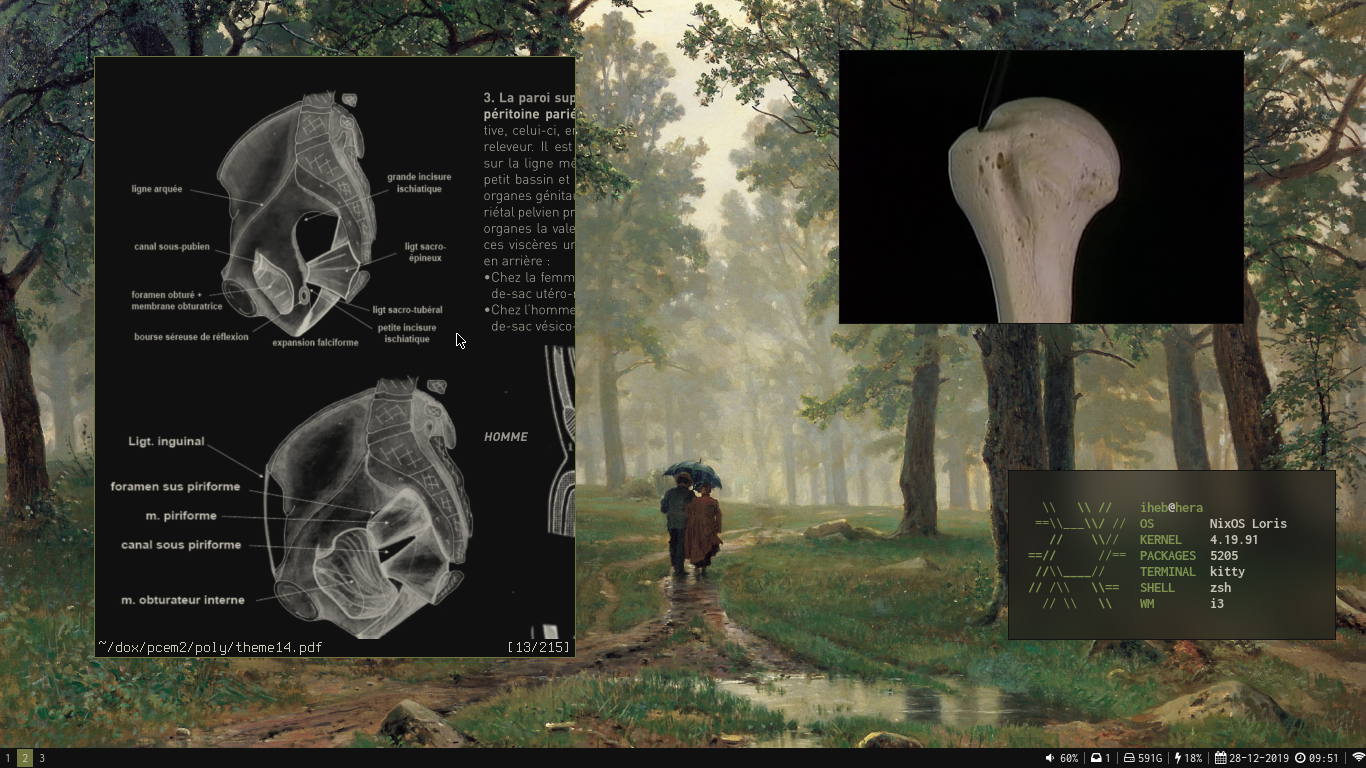 3. La paroi sup
péritoine parié
tive, celui-ci, en
releveur. Il est
sur la ligne mé
petit bassin et
organes génita
riétal pelvien pr
organes la vale
ces viscères ur
en arrière :
•Chez la femm
de-sac utéro-r
•Chez l'homme
de-sac vésico-
ligne arquée
grande incisure
ischiatique
canal sous-pubien
ligt sacro-
épineux
foramen obturé +
membrane obturatrice
ligt sacro-tubéral
bourse séreuse de réflexion
expansion falciforme
petite incisure
ischiatique
HOMME
Ligt. inguinal
foramen sus piriforme
m. piriforme
canal sous piriforme
m. obturateur interne
~/dox/pcem2/poly/theme14.pdf [13/215]
\\ \\ // iheb@hera
==\\___\\/ // OS NixOS Loris
// \\// KERNEL 4.19.91
==// //== PACKAGES 5205
//\\____// TERMINAL kitty
// /\\ \\== SHELL zsh
// \\ \\ WM i3
1 2 3 60% 1 591G 18% 28-12-2019 09:51